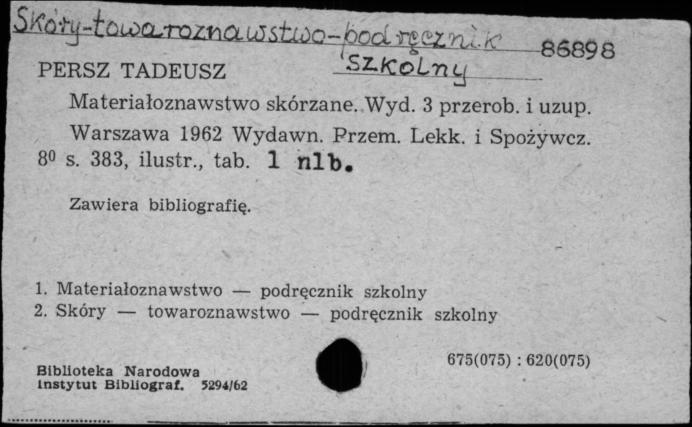 Skóry-towaroznawstwo-podręcznik
szkolny
86898
PERSZ TADEUSZ
Materiałoznawstwo skórzane. Wyd. 3 przerob. i uzup.
Warszawa 1962 Wydawn. Przem. Lekk. i Spożywcz.
8⁰ s. 383, ilustr., tab. 1 nlb.
Zawiera bibliografię.
1. Materiałoznawstwo — podręcznik szkolny
2. Skóry — towaroznawstwo — podręcznik szkolny
675(075) : 620(075)
Biblioteka Narodowa
Instytut Bibliograf. 5294/62